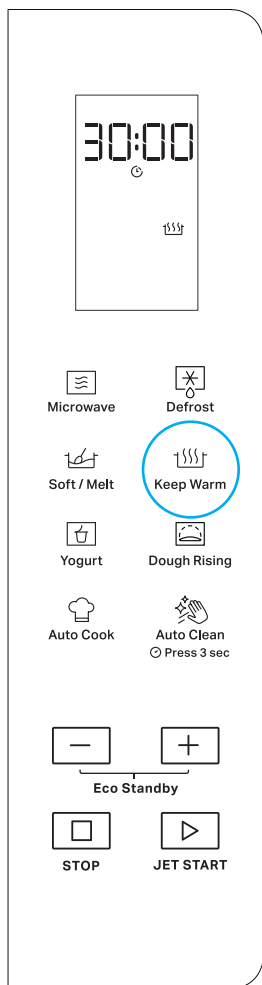 30:00
Microwave
Defrost
Soft / Melt
Keep Warm
Yogurt
Dough Rising
Auto Cook
Auto Clean
Press 3 sec
Eco Standby
STOP
JET START